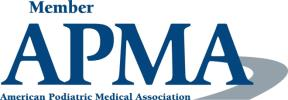 Member
APMA
American Podiatric Medical Association